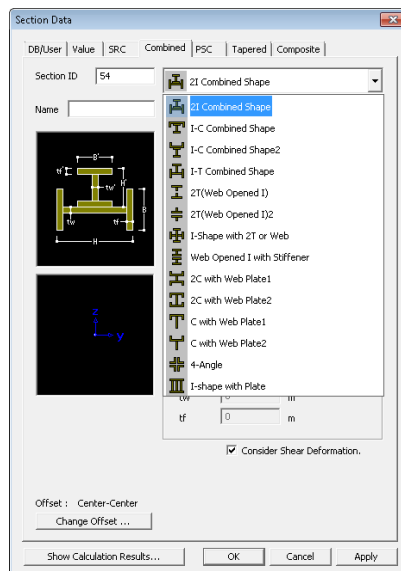 Section Data
DB/User Value SRC Combined PSC Tapered Composite
Section ID 54 2I Combined Shape
Name 2I Combined Shape
I-C Combined Shape
I-C Combined Shape2
I-T Combined Shape
2T(Web Opened I)
2T(Web Opened I)2
I-Shape with 2T or Web
Web Opened I with Stiffener
2C with Web Plate1
2C with Web Plate2
C with Web Plate1
C with Web Plate2
4-Angle
I-shape with Plate
B'
tf'
H'
tw'
B
tw
tf
H
z
y
tw 0 m
tf 0 m
Consider Shear Deformation.
Offset : Center-Center
Change Offset ...
Show Calculation Results... OK Cancel Apply